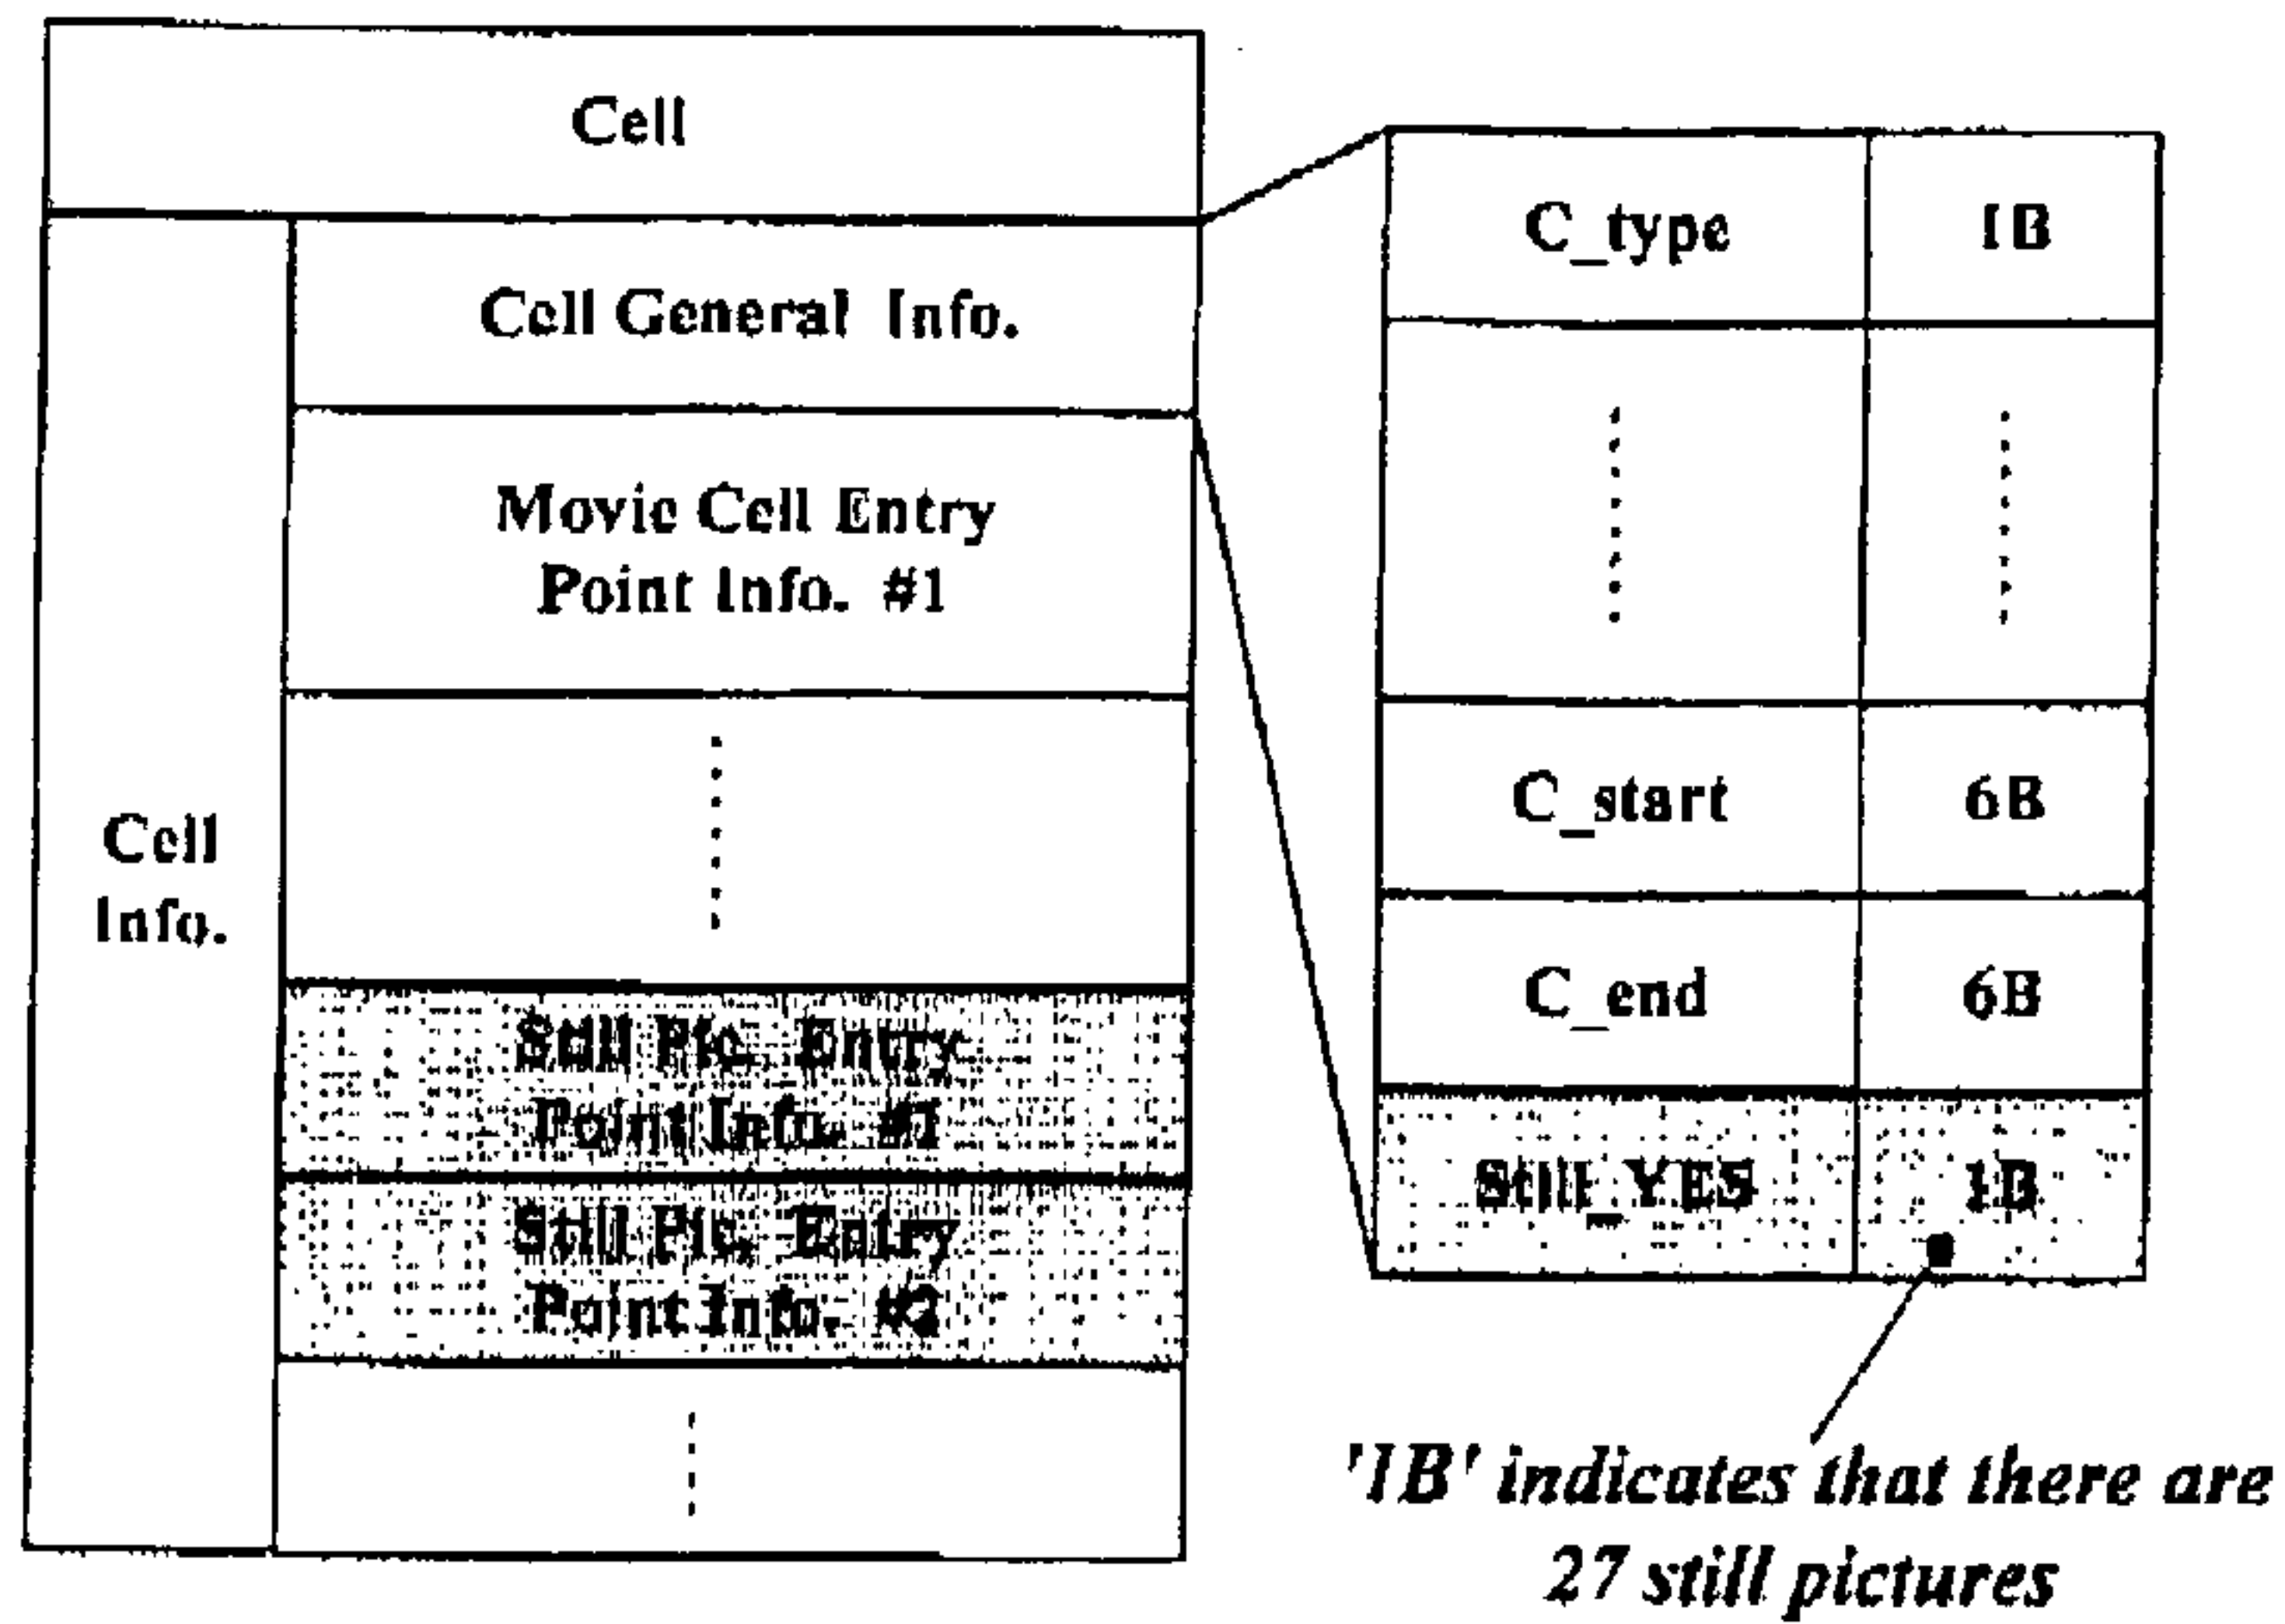 Cell
Cell General Info.
Movie Cell Entry
Point Info. #1
Cell
Info.
Still Pic. Entry
Point Info. #1
Still Pic. Entry
Point Info. #2
C_type 1B
C_start 6B
C_end 6B
Still_YES 1B
'1B' indicates that there are
27 still pictures